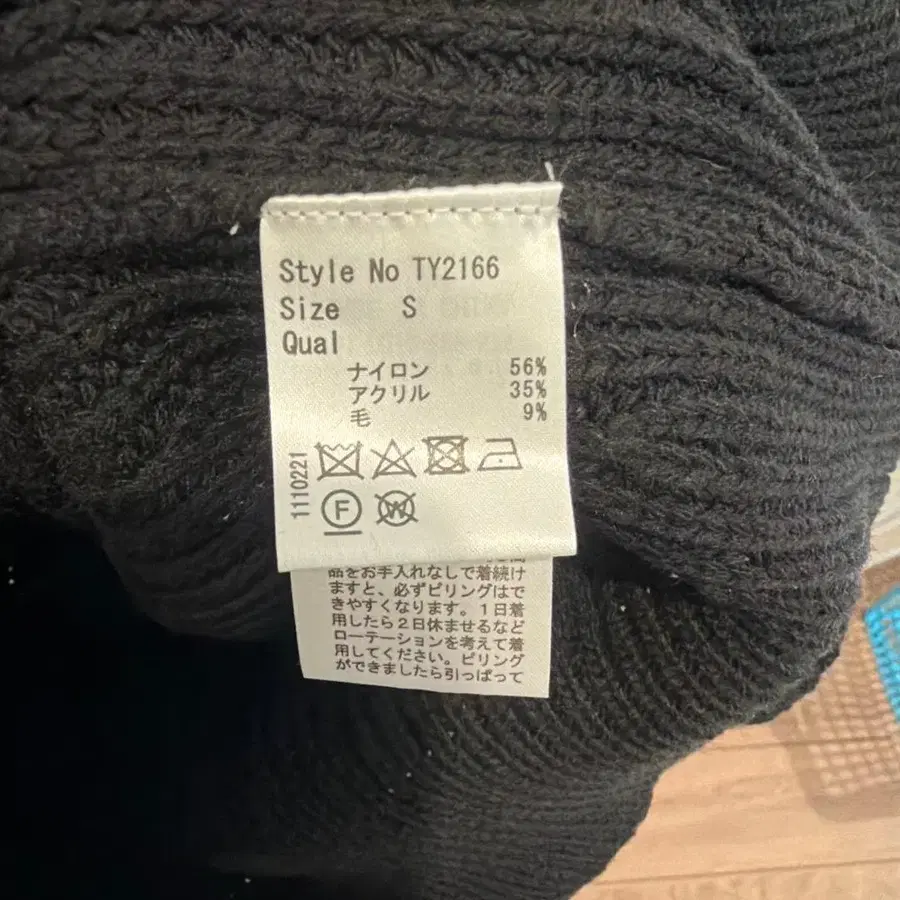 Style No TY2166
Size S
Qual
ナイロン 56%
アクリル 35%
毛 9%
1110221
F W
品をお手入れなしで着続け
ますと、必ずピリングはで
きやすくなります。1日着
用したら2日休ませるなど
ローテーションを考えて着
用してください。ピリング
ができましたら引っぱって